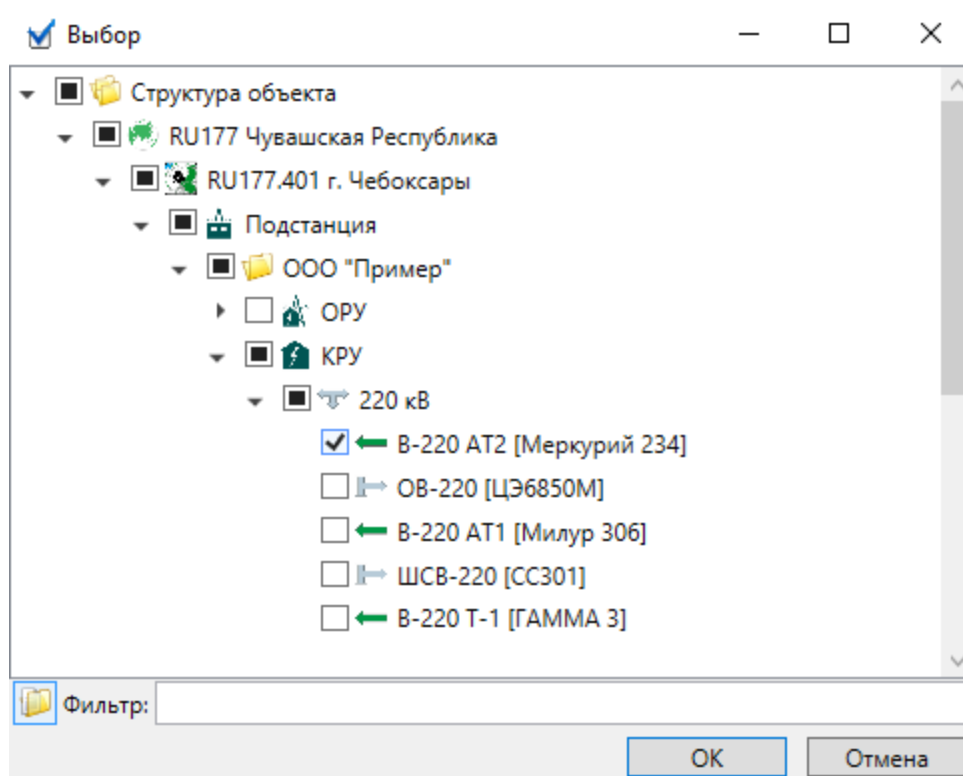 Выбор
Структура объекта
RU177 Чувашская Республика
RU177.401 г. Чебоксары
Подстанция
ООО "Пример"
ОРУ
КРУ
220 кВ
В-220 АТ2 [Меркурий 234]
ОВ-220 [ЦЭ6850М]
В-220 АТ1 [Милур 306]
ШСВ-220 [СС301]
В-220 Т-1 [ГАММА 3]
Фильтр:
ОК Отмена